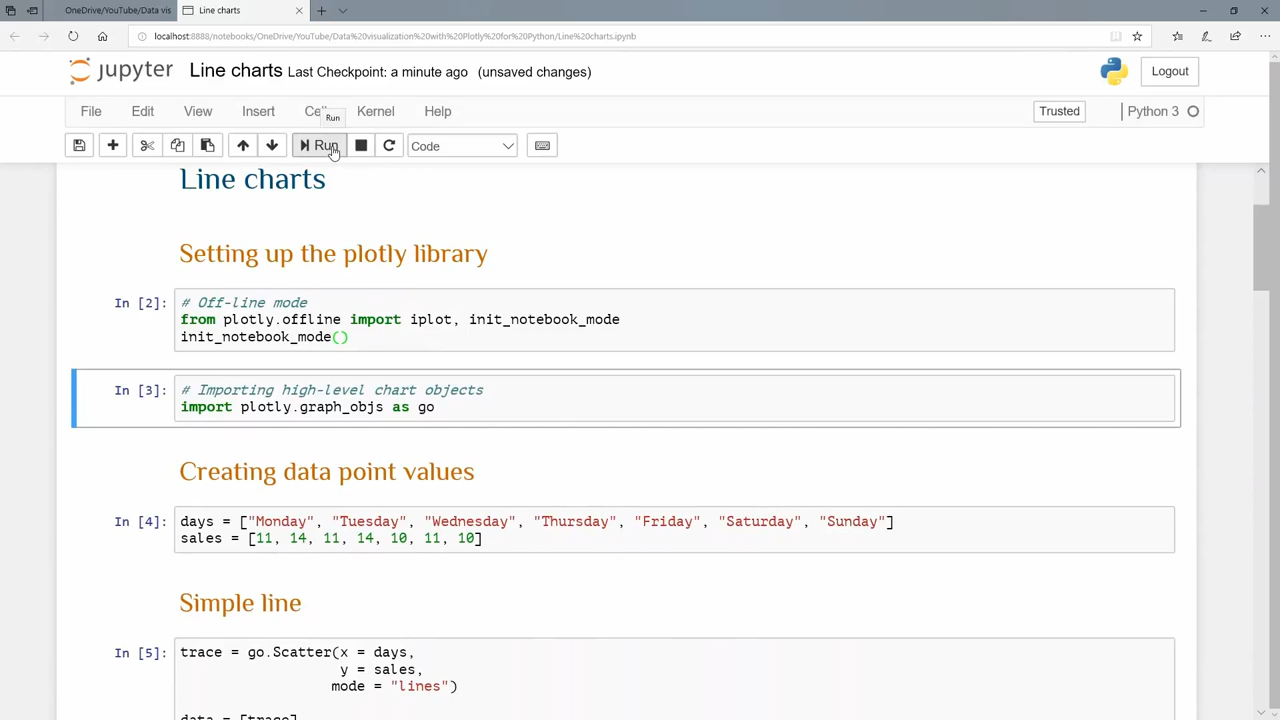 OneDrive/YouTube/Data vis
Line charts
localhost:8888/notebooks/OneDrive/YouTube/Data%20visualization%20with%20Plotly%20for%20Python/Line%20charts.ipynb
jupyter Line charts Last Checkpoint: a minute ago (unsaved changes)
Logout
File Edit View Insert Cell Kernel Help
Trusted
Python 3
Run
Run
Code
Line charts
Setting up the plotly library
In [2]: # Off-line mode
from plotly.offline import iplot, init_notebook_mode
init_notebook_mode()
In [3]: # Importing high-level chart objects
import plotly.graph_objs as go
Creating data point values
In [4]: days = ["Monday", "Tuesday", "Wednesday", "Thursday", "Friday", "Saturday", "Sunday"]
sales = [11, 14, 11, 14, 10, 11, 10]
Simple line
In [5]: trace = go.Scatter(x = days,
y = sales,
mode = "lines")
data = [trace]